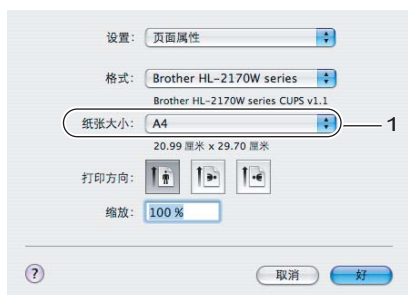 设置: 页面属性
格式: Brother HL-2170W series
Brother HL-2170W series CUPS v1.1
纸张大小: A4 1
20.99 厘米 x 29.70 厘米
打印方向:
缩放: 100 %
? 取消 好